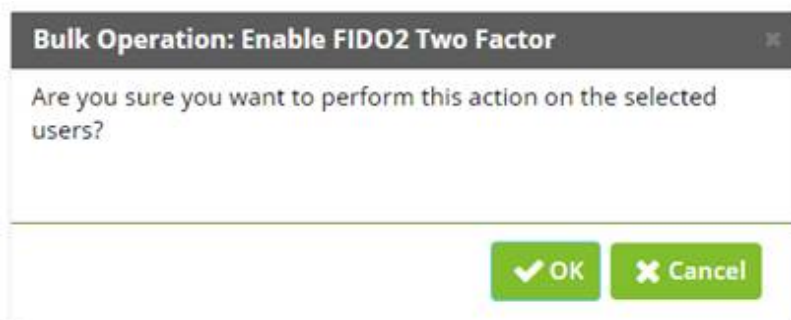 Bulk Operation: Enable FIDO2 Two Factor
Are you sure you want to perform this action on the selected
users?
OK
Cancel